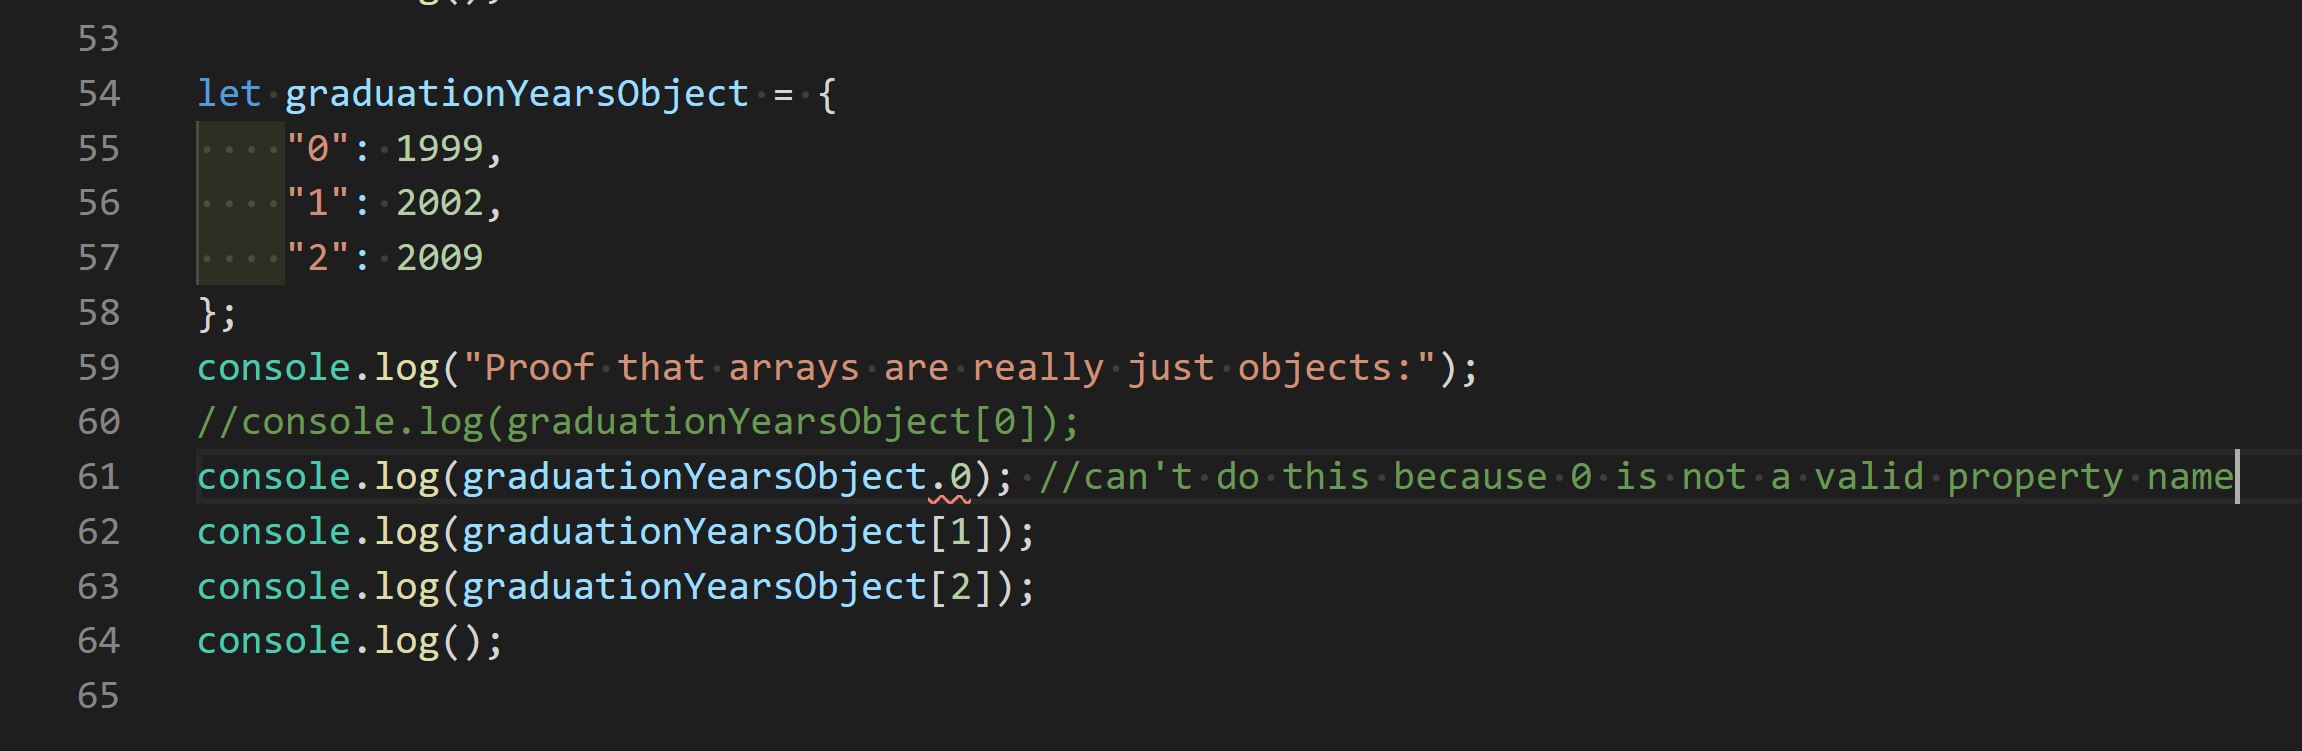 53
54 let graduationYearsObject = {
55 "0": 1999,
56 "1": 2002,
57 "2": 2009
58 };
59 console.log("Proof that arrays are really just objects:");
60 //console.log(graduationYearsObject[0]);
61 console.log(graduationYearsObject.0); //can't do this because 0 is not a valid property name
62 console.log(graduationYearsObject[1]);
63 console.log(graduationYearsObject[2]);
64 console.log();
65